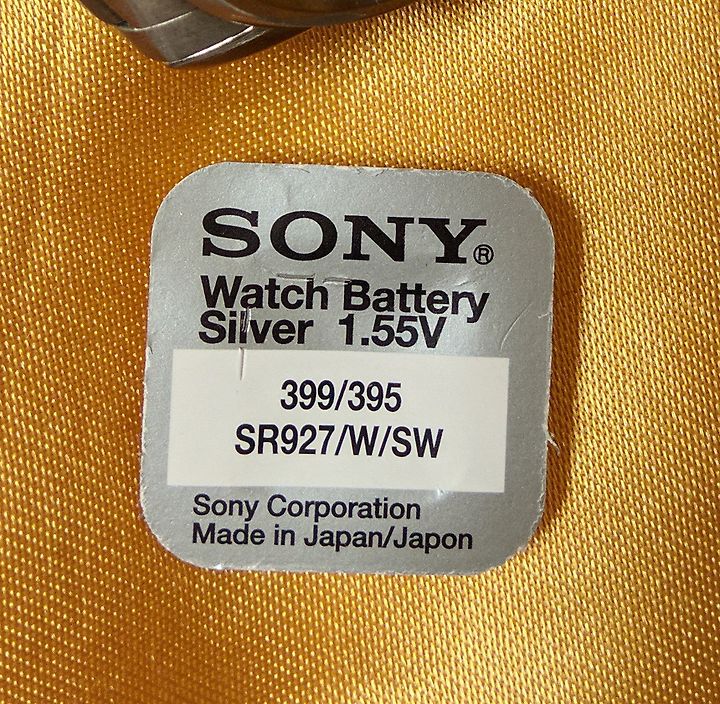 SONY®
Watch Battery
Silver 1.55V
399/395
SR927/W/SW
Sony Corporation
Made in Japan/Japon